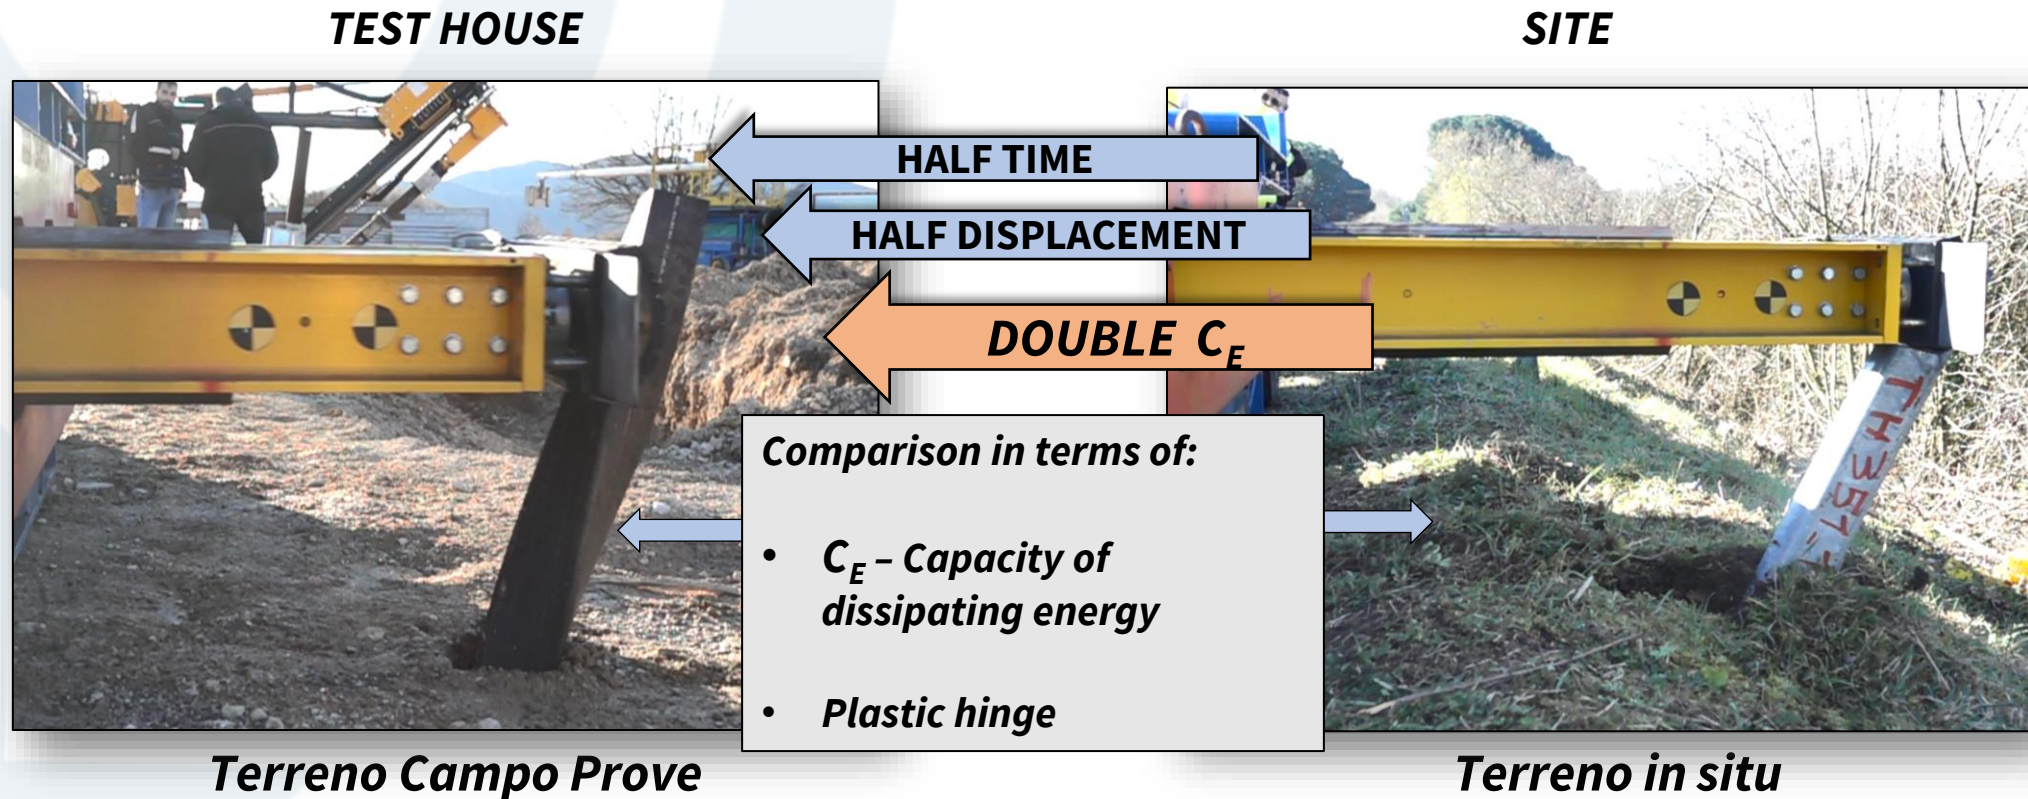 TEST HOUSE
SITE
HALF TIME
HALF DISPLACEMENT
DOUBLE C_E
Comparison in terms of:
• C_E – Capacity of
dissipating energy
• Plastic hinge
TH351
Terreno Campo Prove
Terreno in situ